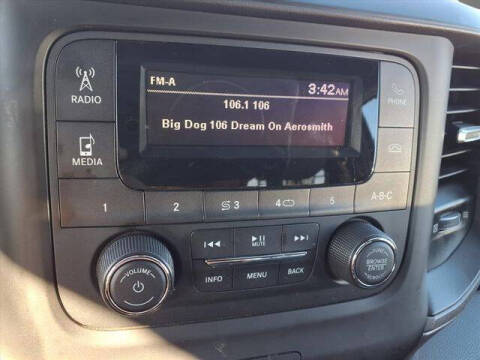 FM-A
3:42AM
106.1 106
Big Dog 106 Dream On Aerosmith
RADIO
PHONE
MEDIA
1
2
3
4
5
A-B-C
VOLUME
MUTE
INFO
MENU
BACK
BROWSE
ENTER
SCROLL